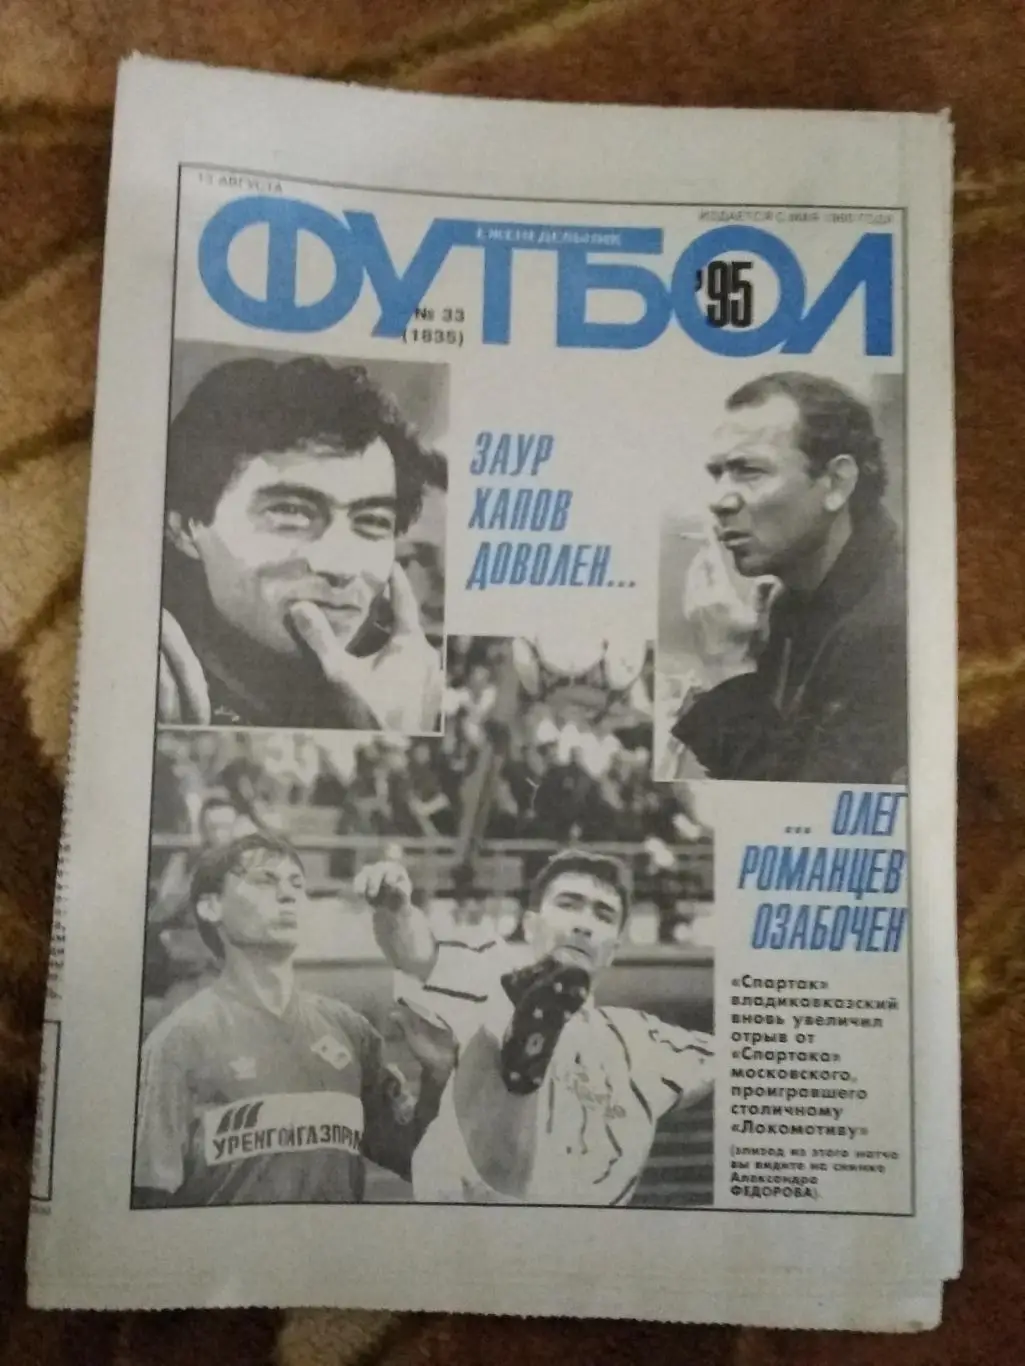 АВГУСТА
ИЗДАЕТСЯ С МАЯ 1960 ГОДА
ЕЖЕНЕДЕЛЬНИК
ФУТБОЛ
'95
№ 33
(1835)
ЗАУР
ХАПОВ
ДОВОЛЕН...
... ОЛЕГ
РОМАНЦЕВ
ОЗАБОЧЕН
«Спартак»
владикавказский
вновь увеличил
отрыв от
«Спартака»
московского,
проигравшего
столичному
«Локомотиву»
(эпизод из этого матча
вы видите на снимке
Александра
ФЕДОРОВА).
УРЕНГОЙГАЗПРОМ